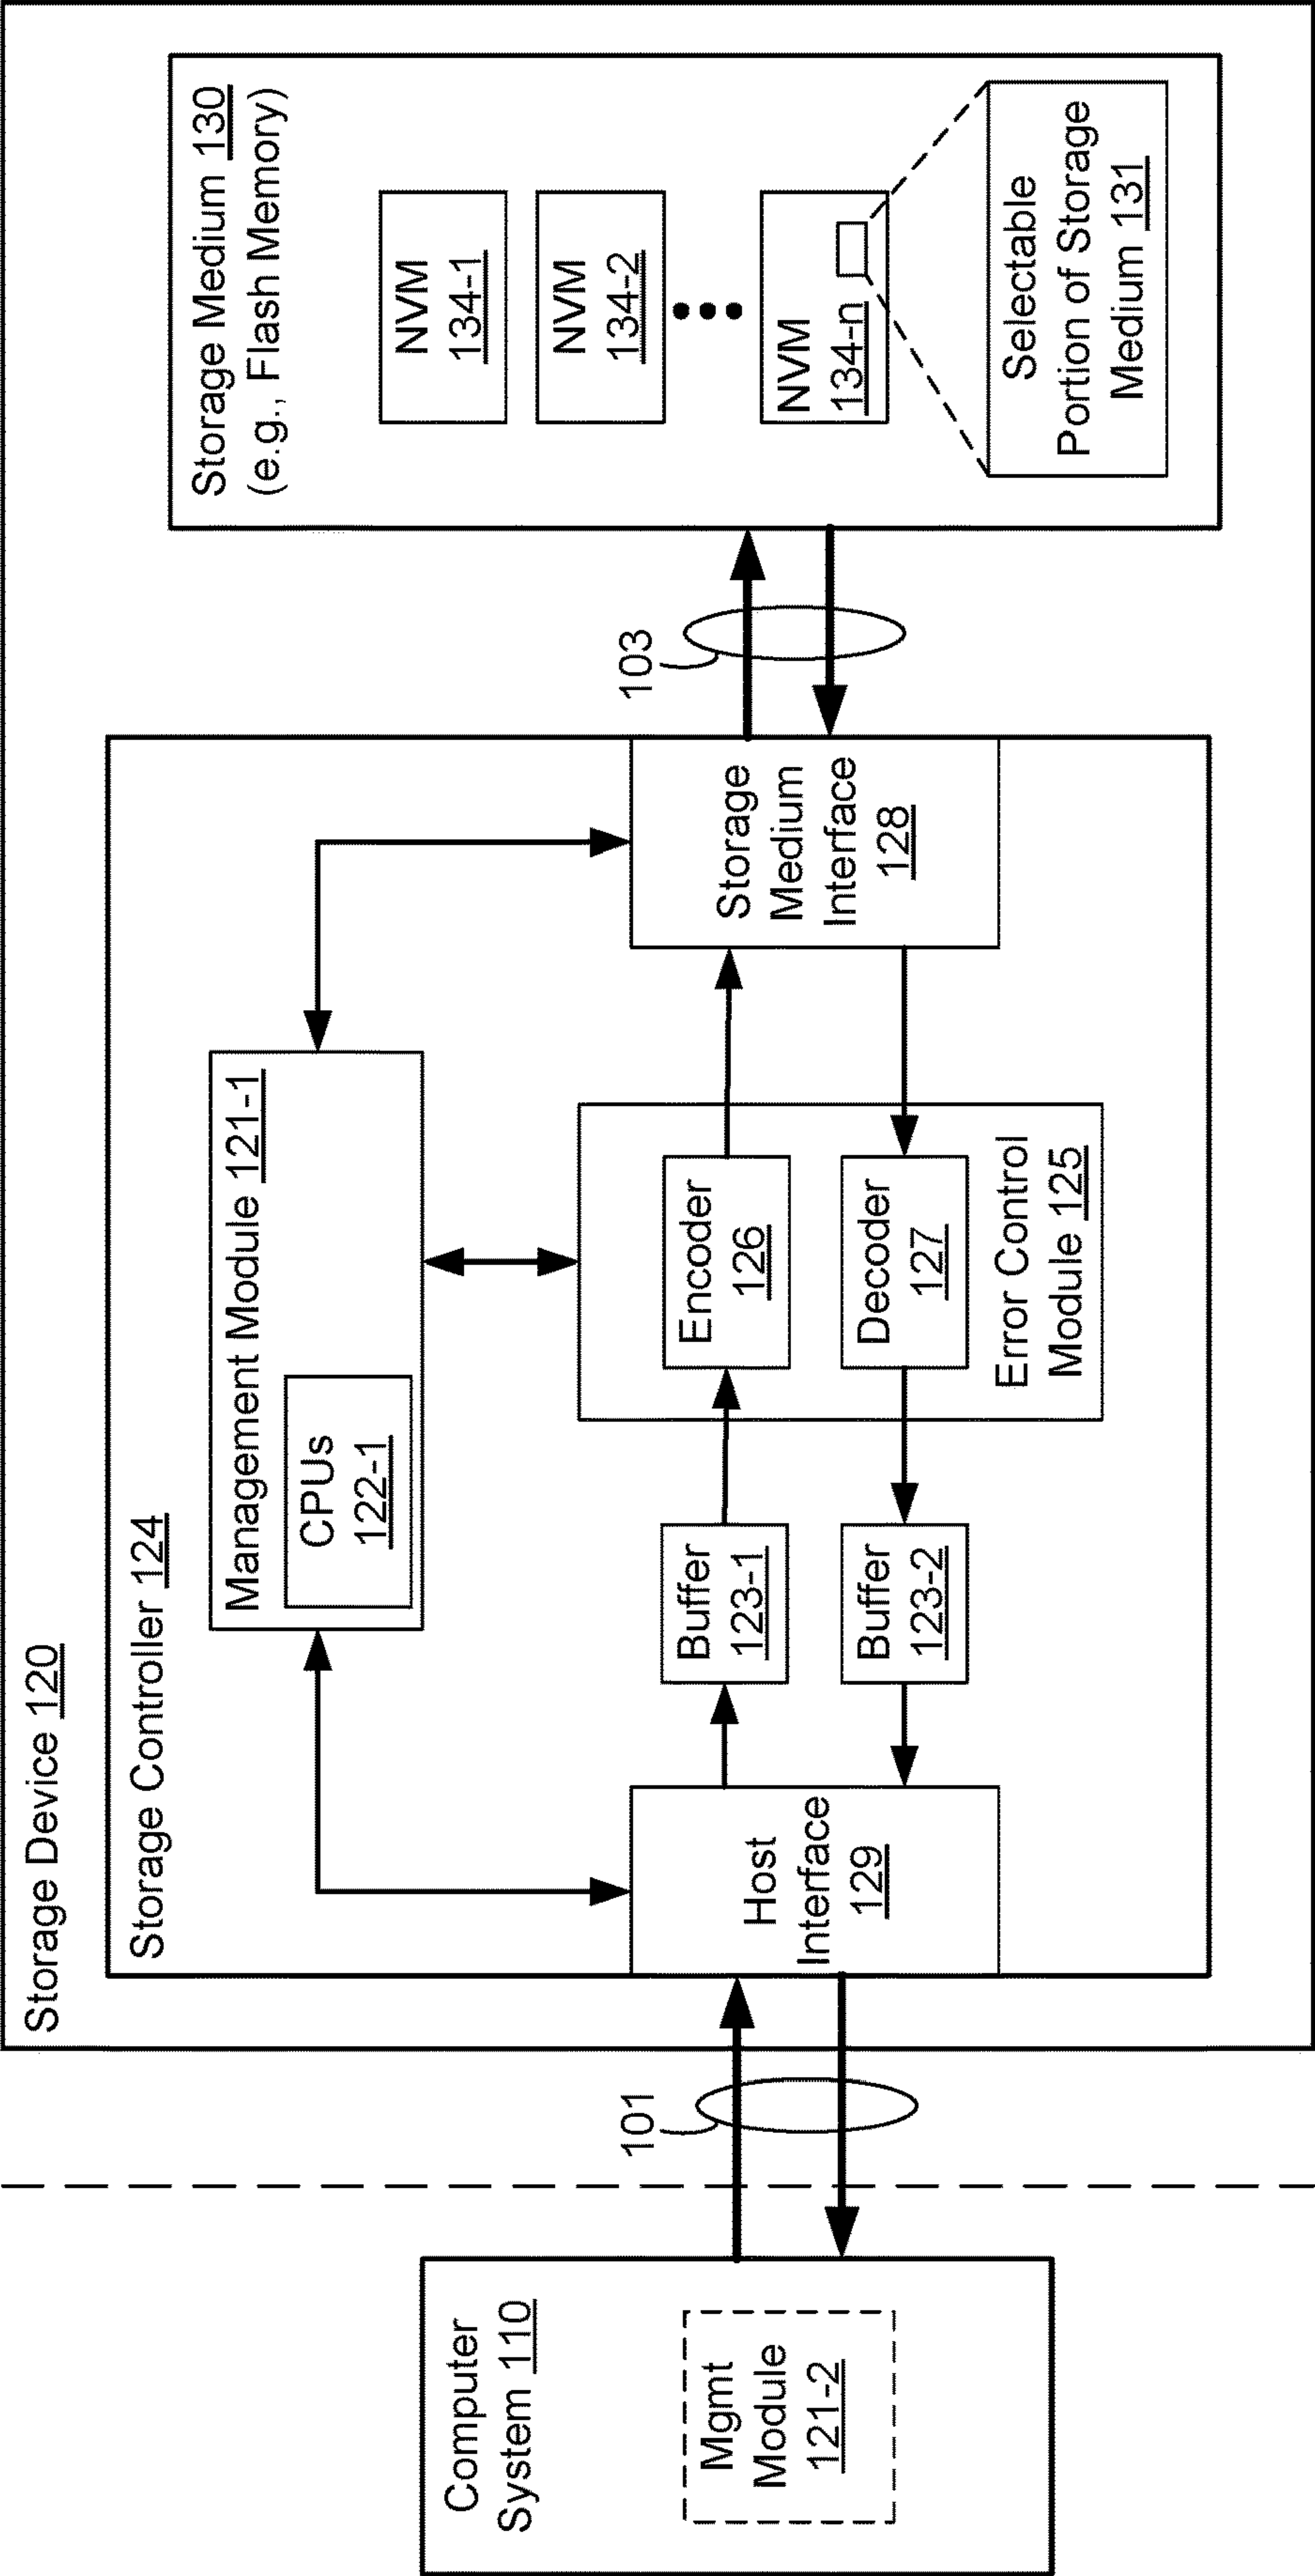 Computer
System 110
Mgmt
Module
121-2
101
Storage Device 120
Storage Controller 124
Management Module 121-1
CPUs
122-1
Host
Interface
129
Buffer
123-1
Buffer
123-2
Encoder
126
Decoder
127
Error Control
Module 125
Storage
Medium
Interface
128
103
Storage Medium 130
(e.g., Flash Memory)
NVM
134-1
NVM
134-2
NVM
134-n
Selectable
Portion of Storage
Medium 131